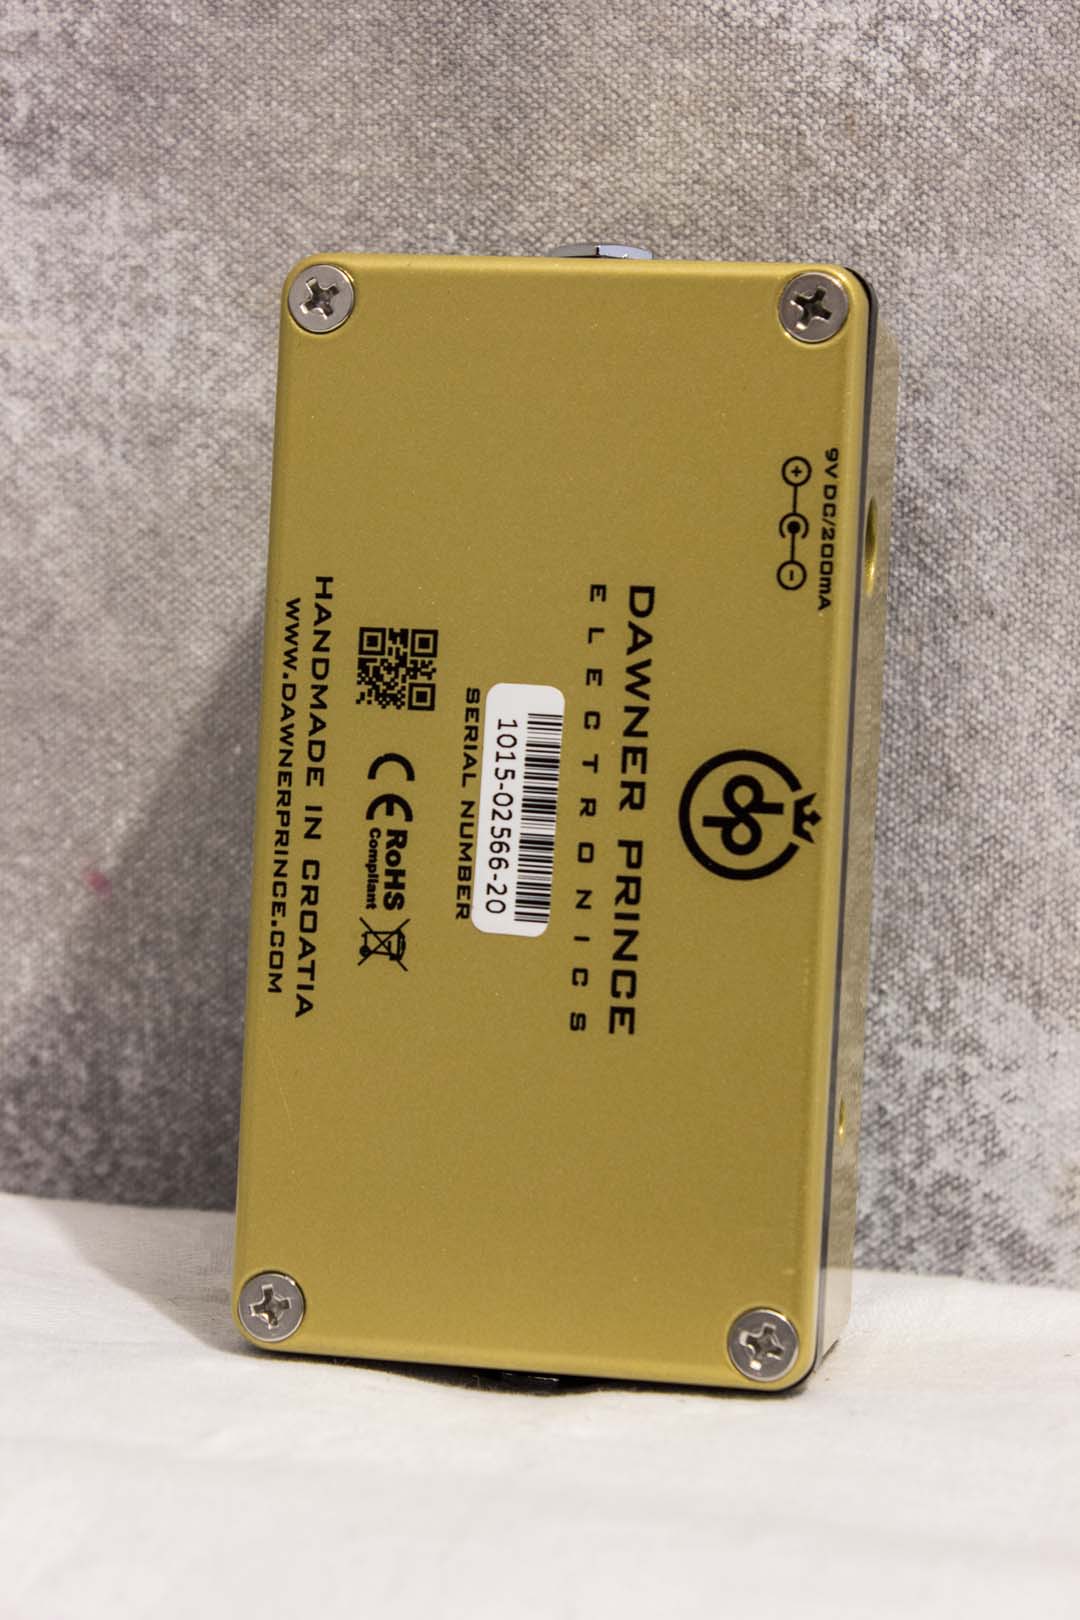 9V DC/200mA
+ -
dp
DAWNER PRINCE
ELECTRONICS
1015-02566-20
SERIAL NUMBER
CE RoHS
Compliant
HANDMADE IN CROATIA
WWW.DAWNERPRINCE.COM